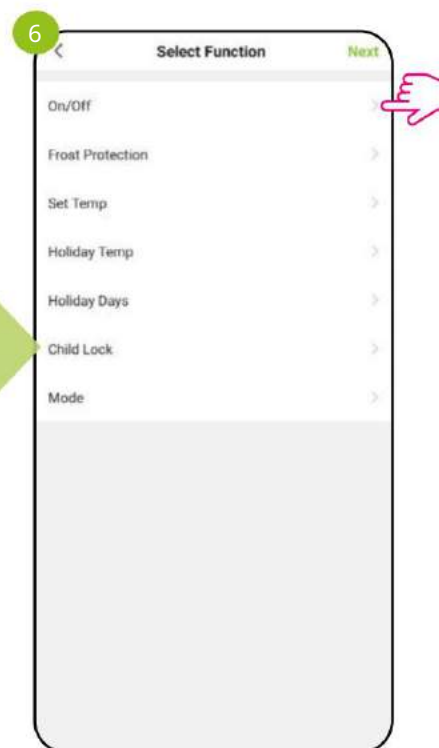 6
Select Function
Next
On/Off
Frost Protection
Set Temp
Holiday Temp
Holiday Days
Child Lock
Mode